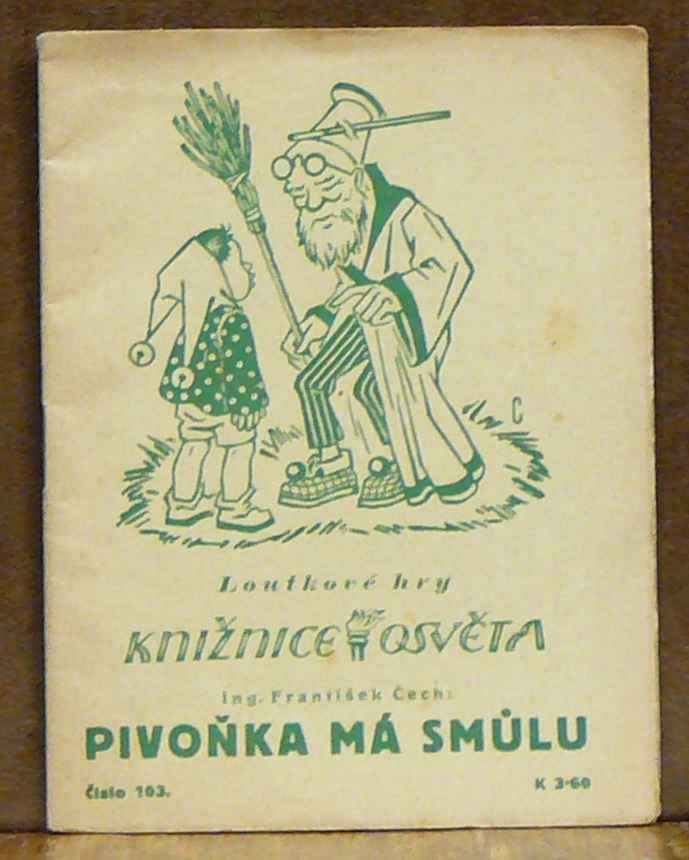 C
Loutkové hry
KNIŽNICE OSVĚTA
Ing. František Čech:
PIVOŇKA MÁ SMŮLU
Číslo 103.
K 3·60